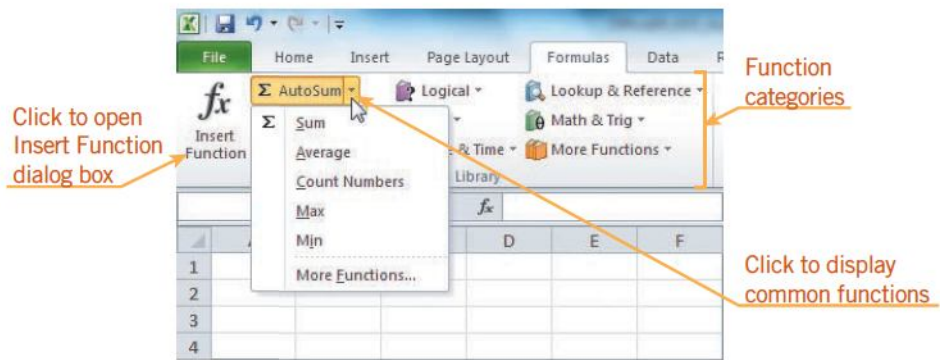 File Home Insert Page Layout Formulas Data
Σ AutoSum Logical Lookup & Reference
Math & Trig
& Time More Functions
fx
Insert
Function
Library
Σ Sum
Average
Count Numbers
Max
Min
More Functions...
fx
D E F
1
2
3
4
Click to open
Insert Function
dialog box
Function
categories
Click to display
common functions